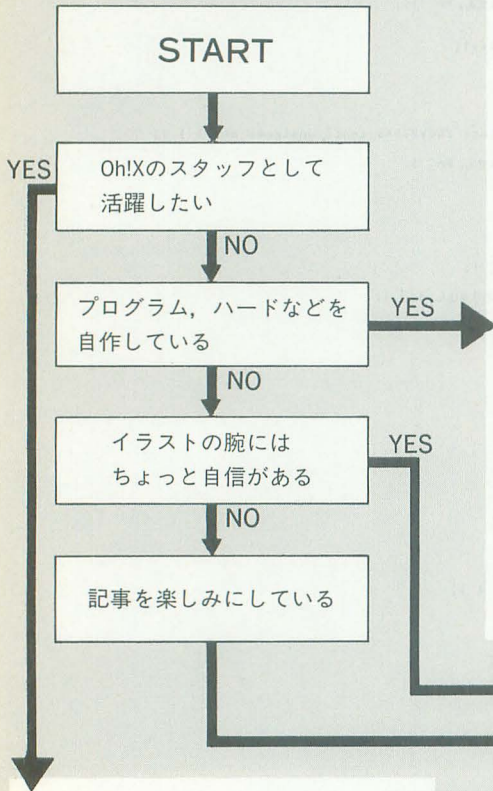 START
YES
Oh!Xのスタッフとして
活躍したい
NO
プログラム，ハードなどを
自作している
YES
NO
イラストの腕には
ちょっと自信がある
YES
NO
記事を楽しみにしている